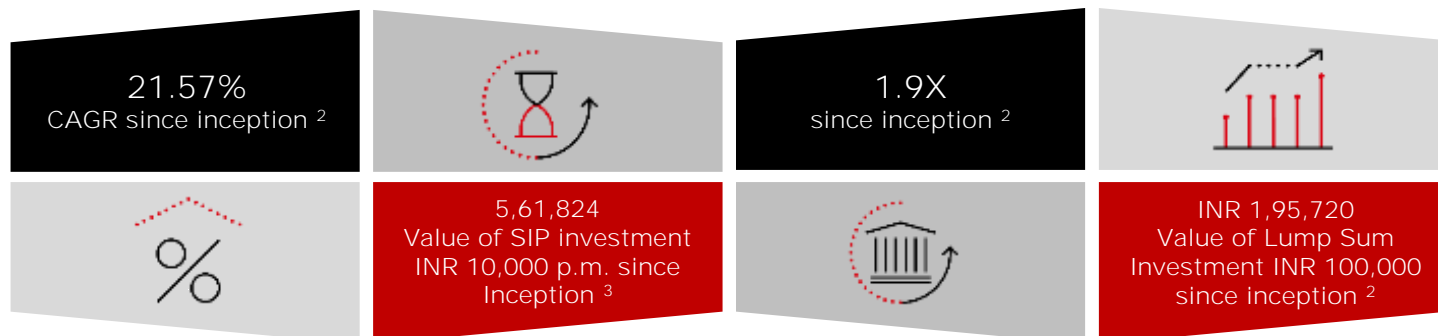 21.57%
CAGR since inception ²
1.9X
since inception ²
5,61,824
Value of SIP investment
INR 10,000 p.m. since
Inception ³
INR 1,95,720
Value of Lump Sum
Investment INR 100,000
since inception ²